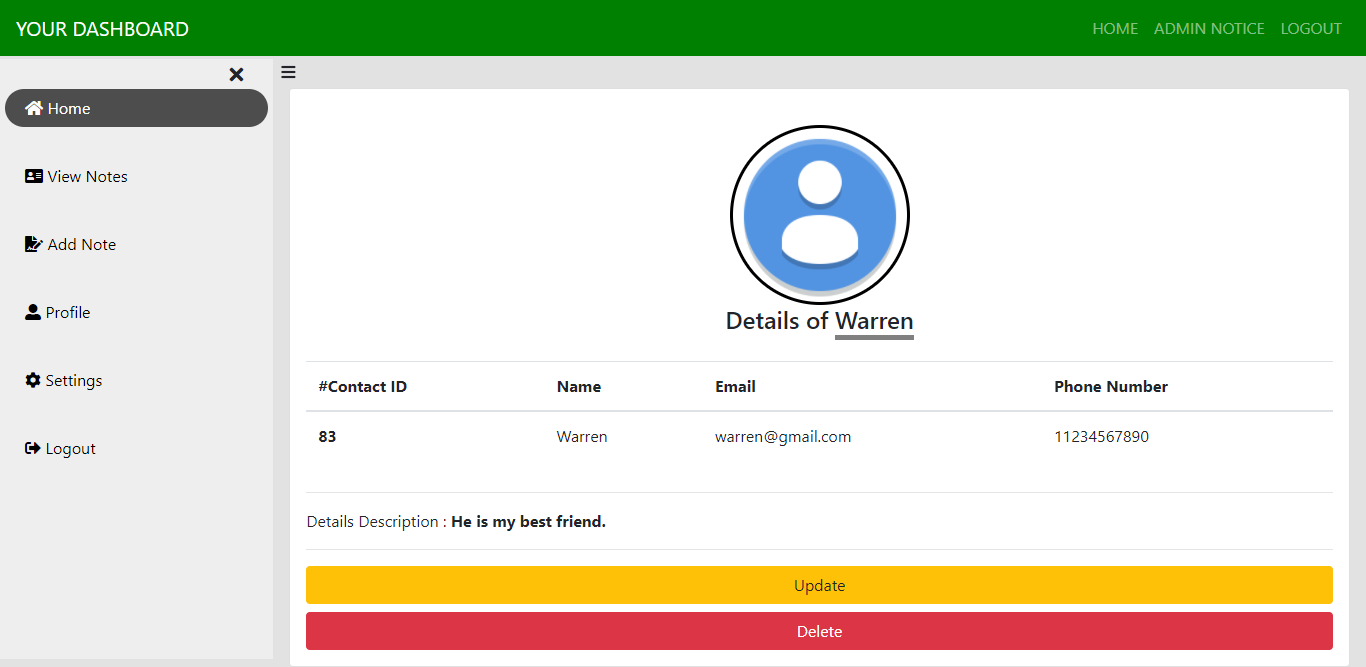 YOUR DASHBOARD
HOME ADMIN NOTICE LOGOUT
Home
View Notes
Add Note
Profile
Settings
Logout
Details of Warren
#Contact ID Name Email Phone Number
83 Warren warren@gmail.com 11234567890
Details Description : He is my best friend.
Update
Delete